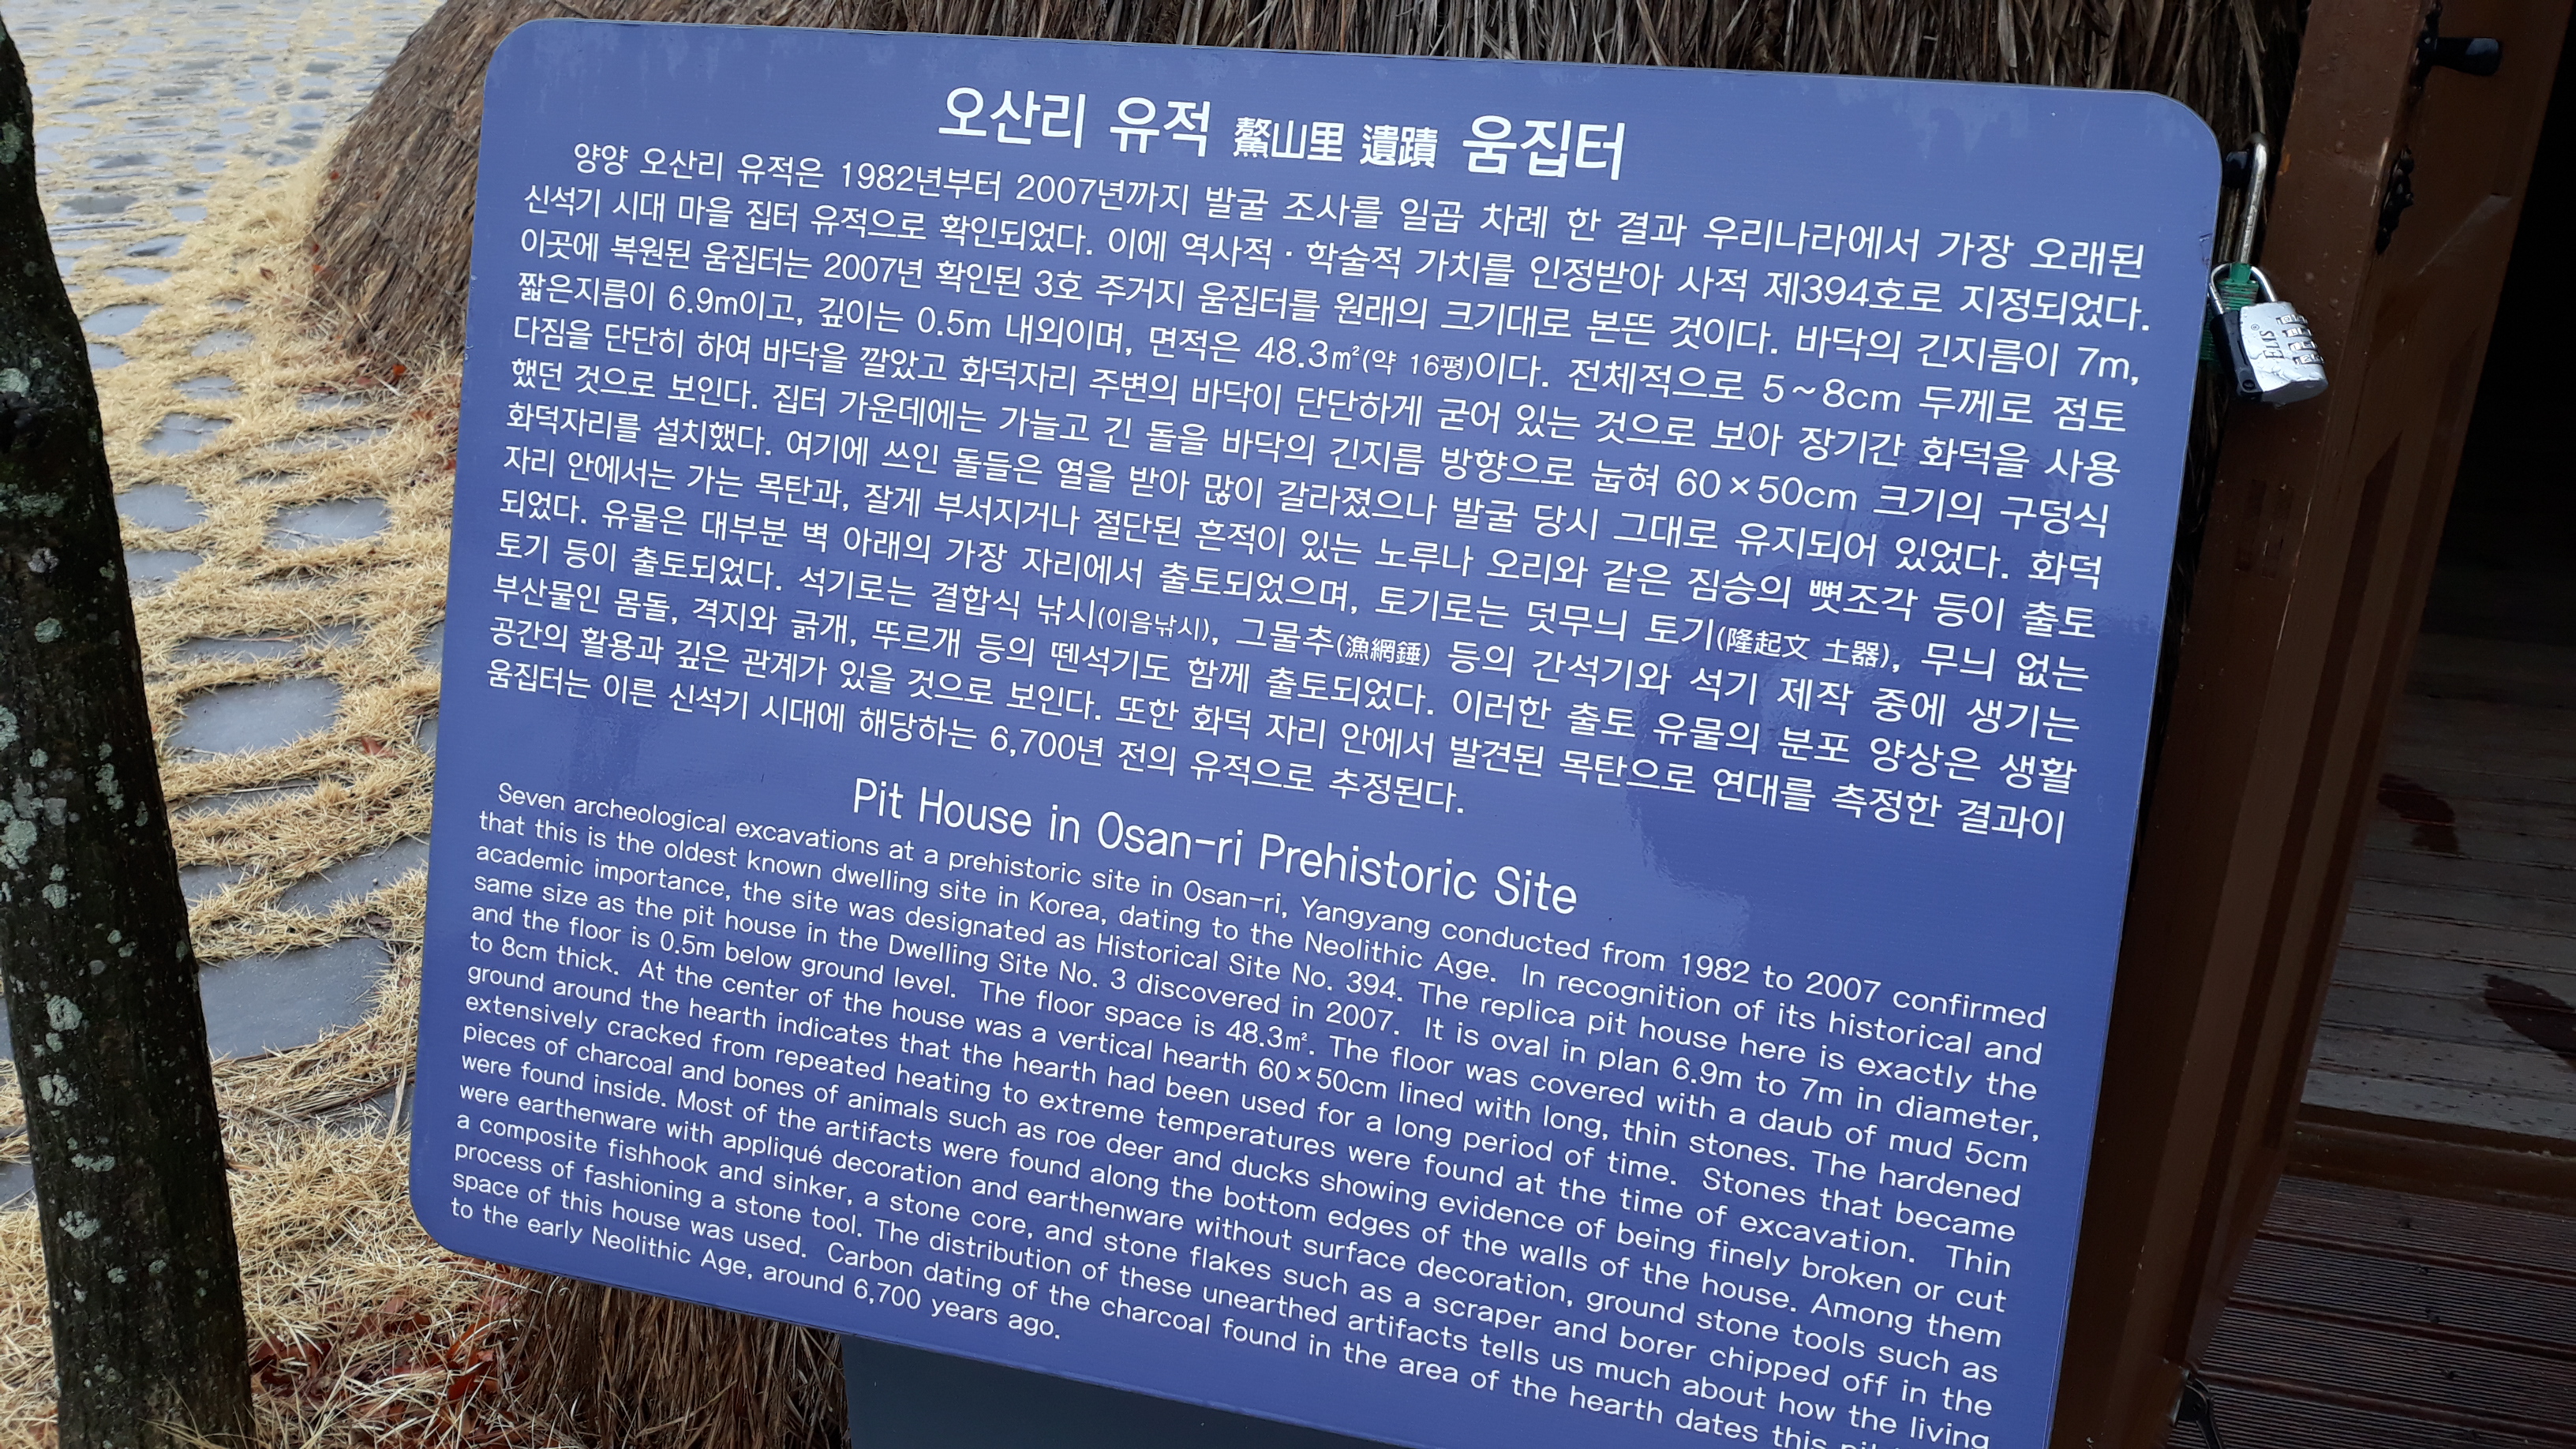 오산리 유적 鰲山里 遺蹟 움집터
양양 오산리 유적은 1982년부터 2007년까지 발굴 조사를 일곱 차례 한 결과 우리나라에서 가장 오래된
신석기 시대 마을 집터 유적으로 확인되었다. 이에 역사적·학술적 가치를 인정받아 사적 제394호로 지정되었다.
이곳에 복원된 움집터는 2007년 확인된 3호 주거지 움집터를 원래의 크기대로 본뜬 것이다. 바닥의 긴지름이 7m,
짧은지름이 6.9m이고, 깊이는 0.5m 내외이며, 면적은 48.3㎡(약 16평)이다. 전체적으로 5~8cm 두께로 점토
다짐을 단단히 하여 바닥을 깔았고 화덕자리 주변의 바닥이 단단하게 굳어 있는 것으로 보아 장기간 화덕을 사용
했던 것으로 보인다. 집터 가운데에는 가늘고 긴 돌을 바닥의 긴지름 방향으로 눕혀 60×50cm 크기의 구덩식
화덕자리를 설치했다. 여기에 쓰인 돌들은 열을 받아 많이 갈라졌으나 발굴 당시 그대로 유지되어 있었다. 화덕
자리 안에서는 가는 목탄과, 잘게 부서지거나 절단된 흔적이 있는 노루나 오리와 같은 짐승의 뼛조각 등이 출토
되었다. 유물은 대부분 벽 아래의 가장 자리에서 출토되었으며, 토기로는 덧무늬 토기(隆起文 土器), 무늬 없는
토기 등이 출토되었다. 석기로는 결합식 낚시(이음낚시), 그물추(漁網錘) 등의 간석기와 석기 제작 중에 생기는
부산물인 몸돌, 격지와 긁개, 뚜르개 등의 뗀석기도 함께 출토되었다. 이러한 출토 유물의 분포 양상은 생활
공간의 활용과 깊은 관계가 있을 것으로 보인다. 또한 화덕 자리 안에서 발견된 목탄으로 연대를 측정한 결과이
움집터는 이른 신석기 시대에 해당하는 6,700년 전의 유적으로 추정된다.
Pit House in Osan-ri Prehistoric Site
Seven archeological excavations at a prehistoric site in Osan-ri, Yangyang conducted from 1982 to 2007 confirmed
that this is the oldest known dwelling site in Korea, dating to the Neolithic Age. In recognition of its historical and
academic importance, the site was designated as Historical Site No. 394. The replica pit house here is exactly the
same size as the pit house in the Dwelling Site No. 3 discovered in 2007. It is oval in plan 6.9m to 7m in diameter,
and the floor is 0.5m below ground level. The floor space is 48.3㎡. The floor was covered with a daub of mud 5cm
to 8cm thick. At the center of the house was a vertical hearth 60×50cm lined with long, thin stones. The hardened
ground around the hearth indicates that the hearth had been used for a long period of time. Stones that became
extensively cracked from repeated heating to extreme temperatures were found at the time of excavation. Thin
pieces of charcoal and bones of animals such as roe deer and ducks showing evidence of being finely broken or cut
were found inside. Most of the artifacts were found along the bottom edges of the walls of the house. Among them
were earthenware with appliqué decoration and earthenware without surface decoration, ground stone tools such as
a composite fishhook and sinker, a stone core, and stone flakes such as a scraper and borer chipped off in the
process of fashioning a stone tool. The distribution of these unearthed artifacts tells us much about how the living
space of this house was used. Carbon dating of the charcoal found in the area of the hearth dates this
to the early Neolithic Age, around 6,700 years ago.